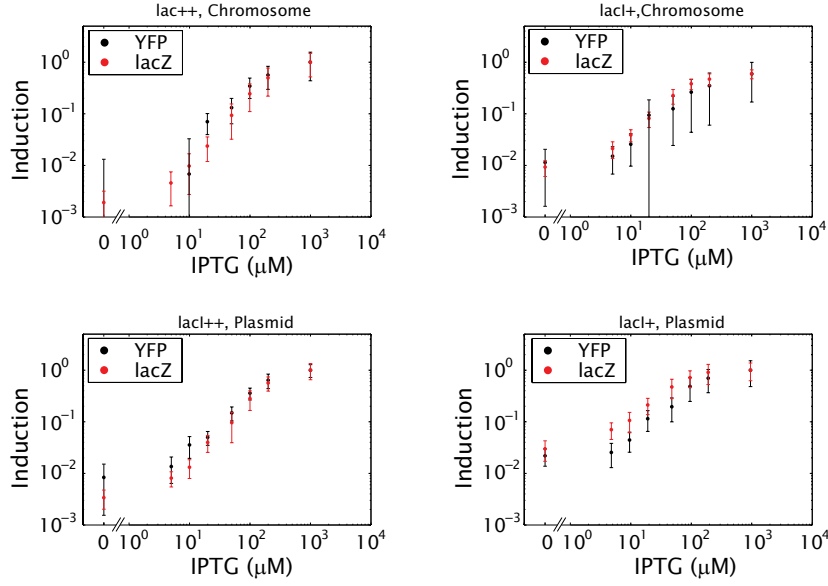 lac++, Chromosome
YFP
lacZ
Induction
10^0
10^-1
10^-2
10^-3
0 10^0 10^1 10^2 10^3 10^4
IPTG (μM)
lacI+,Chromosome
YFP
lacZ
Induction
10^0
10^-1
10^-2
10^-3
0 10^0 10^1 10^2 10^3 10^4
IPTG (μM)
lacI++, Plasmid
YFP
lacZ
Induction
10^0
10^-1
10^-2
10^-3
0 10^0 10^1 10^2 10^3 10^4
IPTG (μM)
lacI+, Plasmid
YFP
lacZ
Induction
10^0
10^-1
10^-2
10^-3
0 10^0 10^1 10^2 10^3 10^4
IPTG (μM)